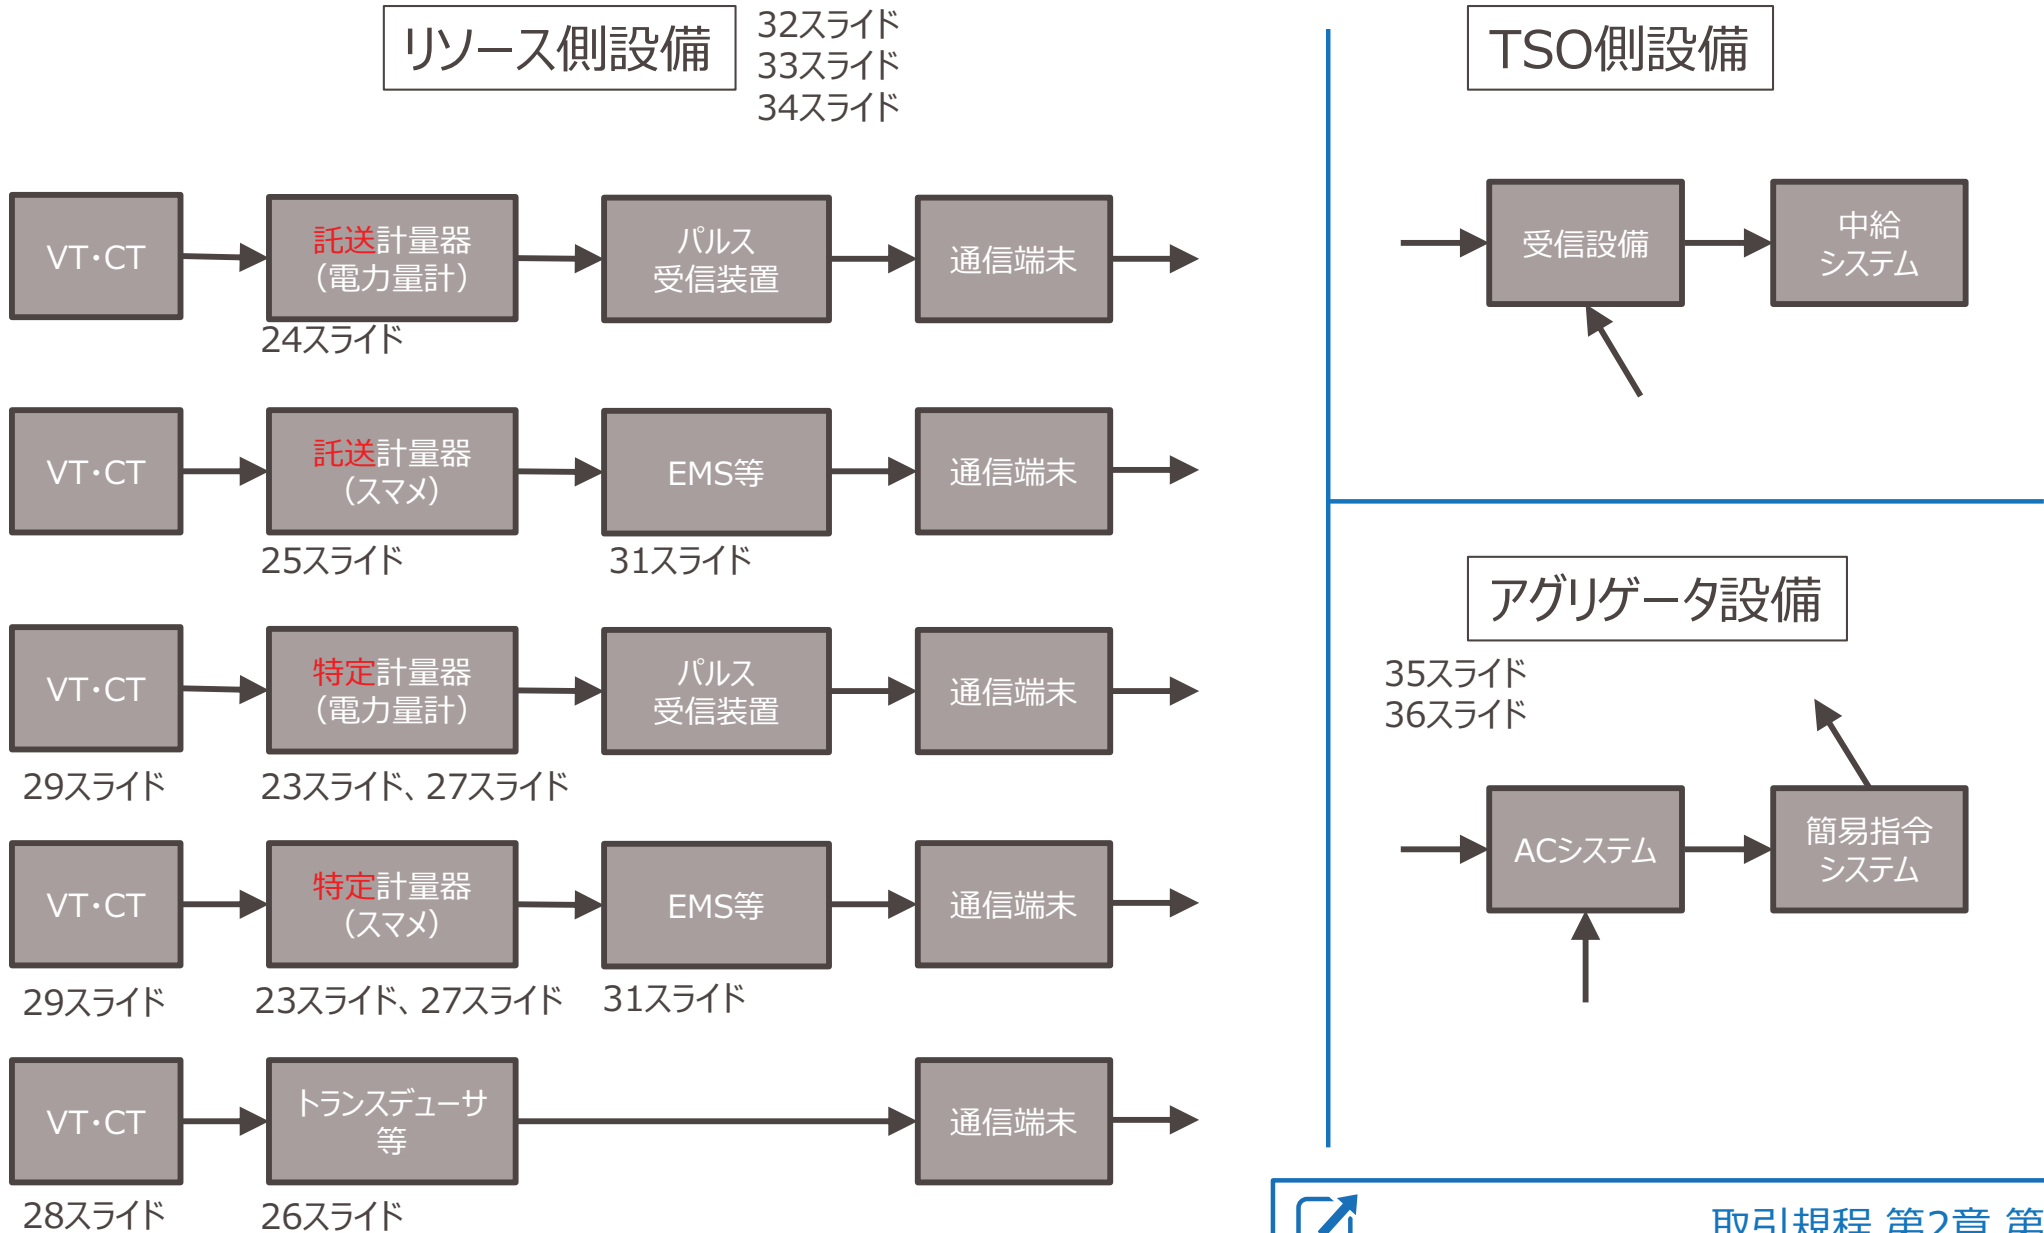 リソース側設備
32スライド
33スライド
34スライド
VT・CT
託送計量器
（電力量計）
パルス
受信装置
通信端末
24スライド
VT・CT
託送計量器
（スマメ）
EMS等
通信端末
25スライド
31スライド
VT・CT
特定計量器
（電力量計）
パルス
受信装置
通信端末
29スライド
23スライド、27スライド
VT・CT
特定計量器
（スマメ）
EMS等
通信端末
29スライド
23スライド、27スライド
31スライド
VT・CT
トランスデューサ
等
通信端末
28スライド
26スライド
TSO側設備
受信設備
中給
システム
アグリゲータ設備
35スライド
36スライド
ACシステム
簡易指令
システム
取引規程 第2章 第